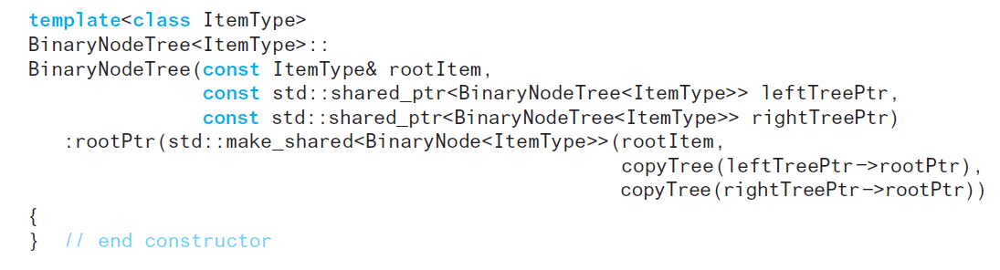 template<class ItemType>
BinaryNodeTree<ItemType>::
BinaryNodeTree(const ItemType& rootItem,
const std::shared_ptr<BinaryNodeTree<ItemType>> leftTreePtr,
const std::shared_ptr<BinaryNodeTree<ItemType>> rightTreePtr)
:rootPtr(std::make_shared<BinaryNode<ItemType>>(rootItem,
copyTree(leftTreePtr->rootPtr),
copyTree(rightTreePtr->rootPtr))
{
} // end constructor